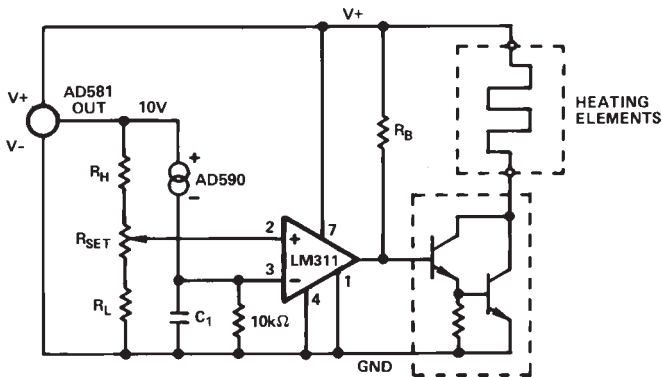 V+
V+
AD581
OUT
10V
V-
RH
AD590
+
-
RB
HEATING
ELEMENTS
RSET
2
+
7
LM311
3
-
1
4
RL
C1
10kΩ
GND